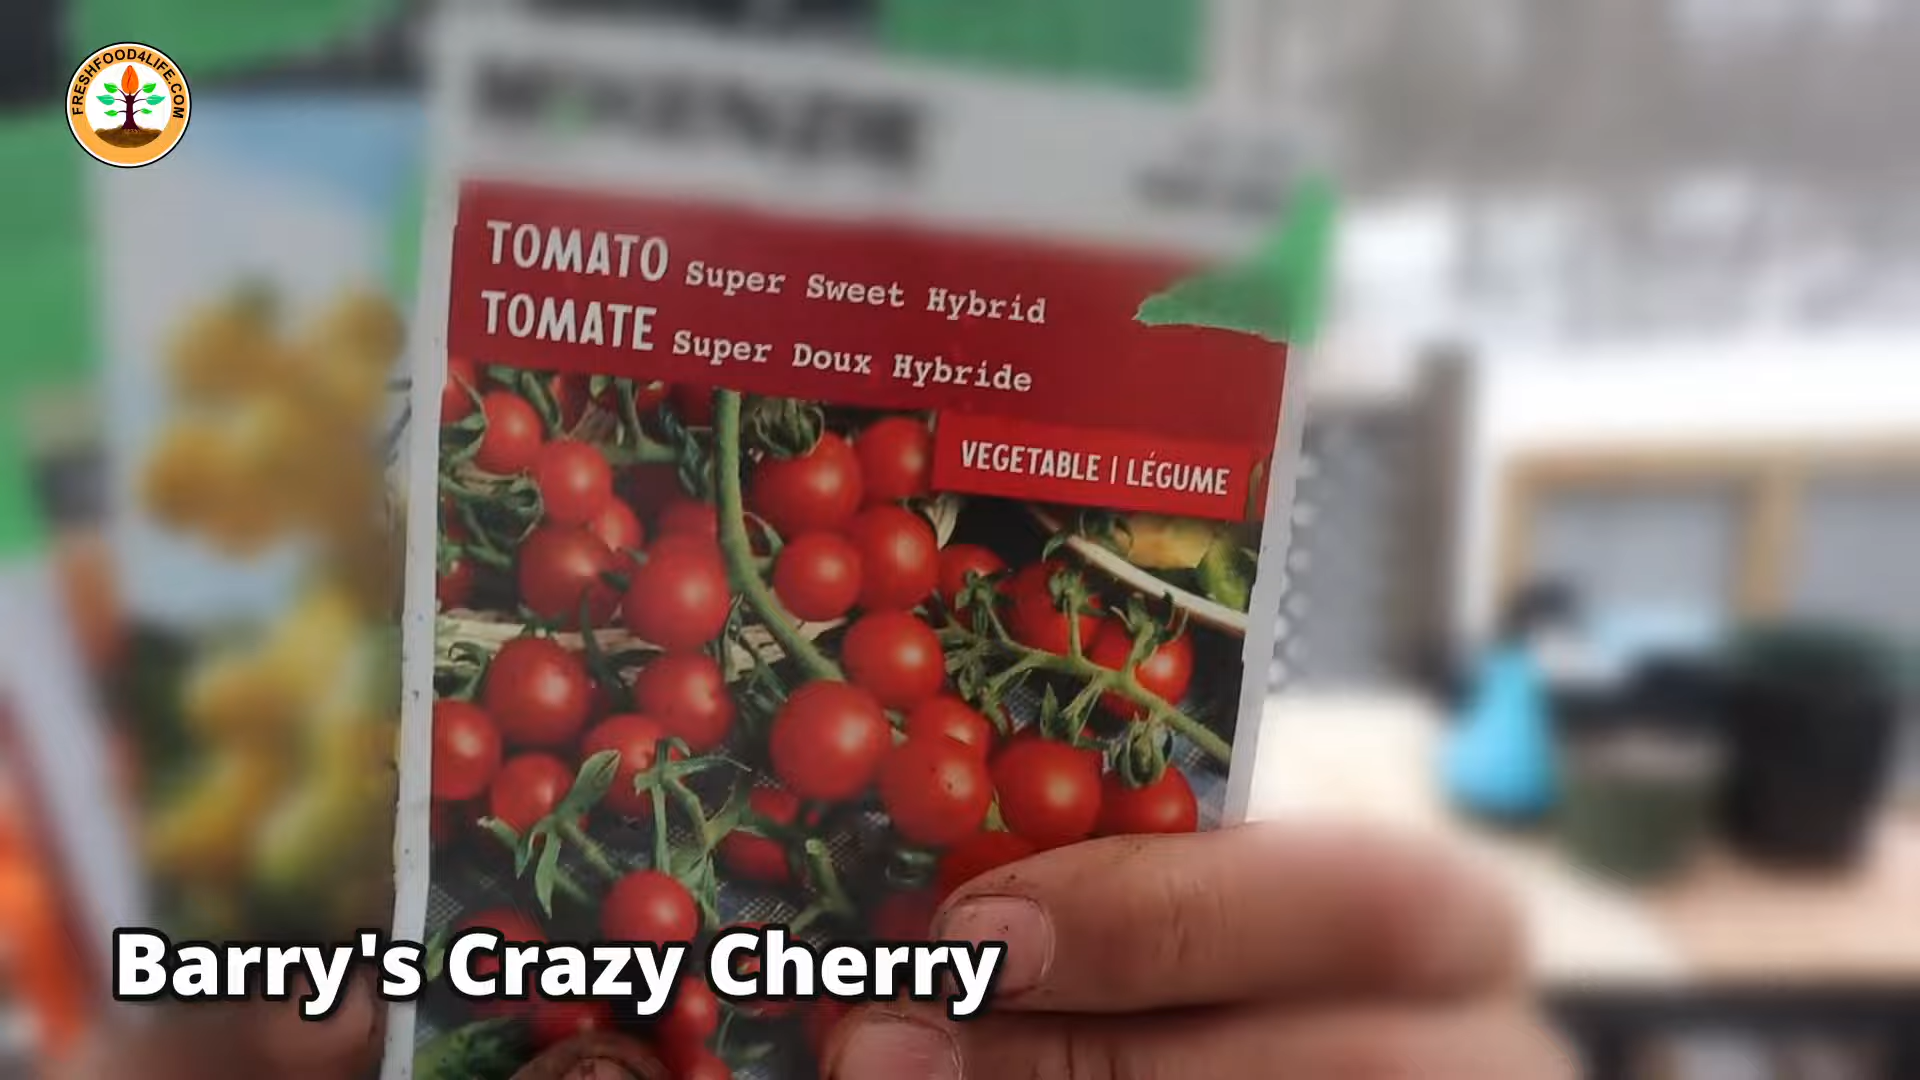 FRESHFOOD4LIFE.COM
TOMATO Super Sweet Hybrid
TOMATE Super Doux Hybride
VEGETABLE | LÉGUME
Barry's Crazy Cherry